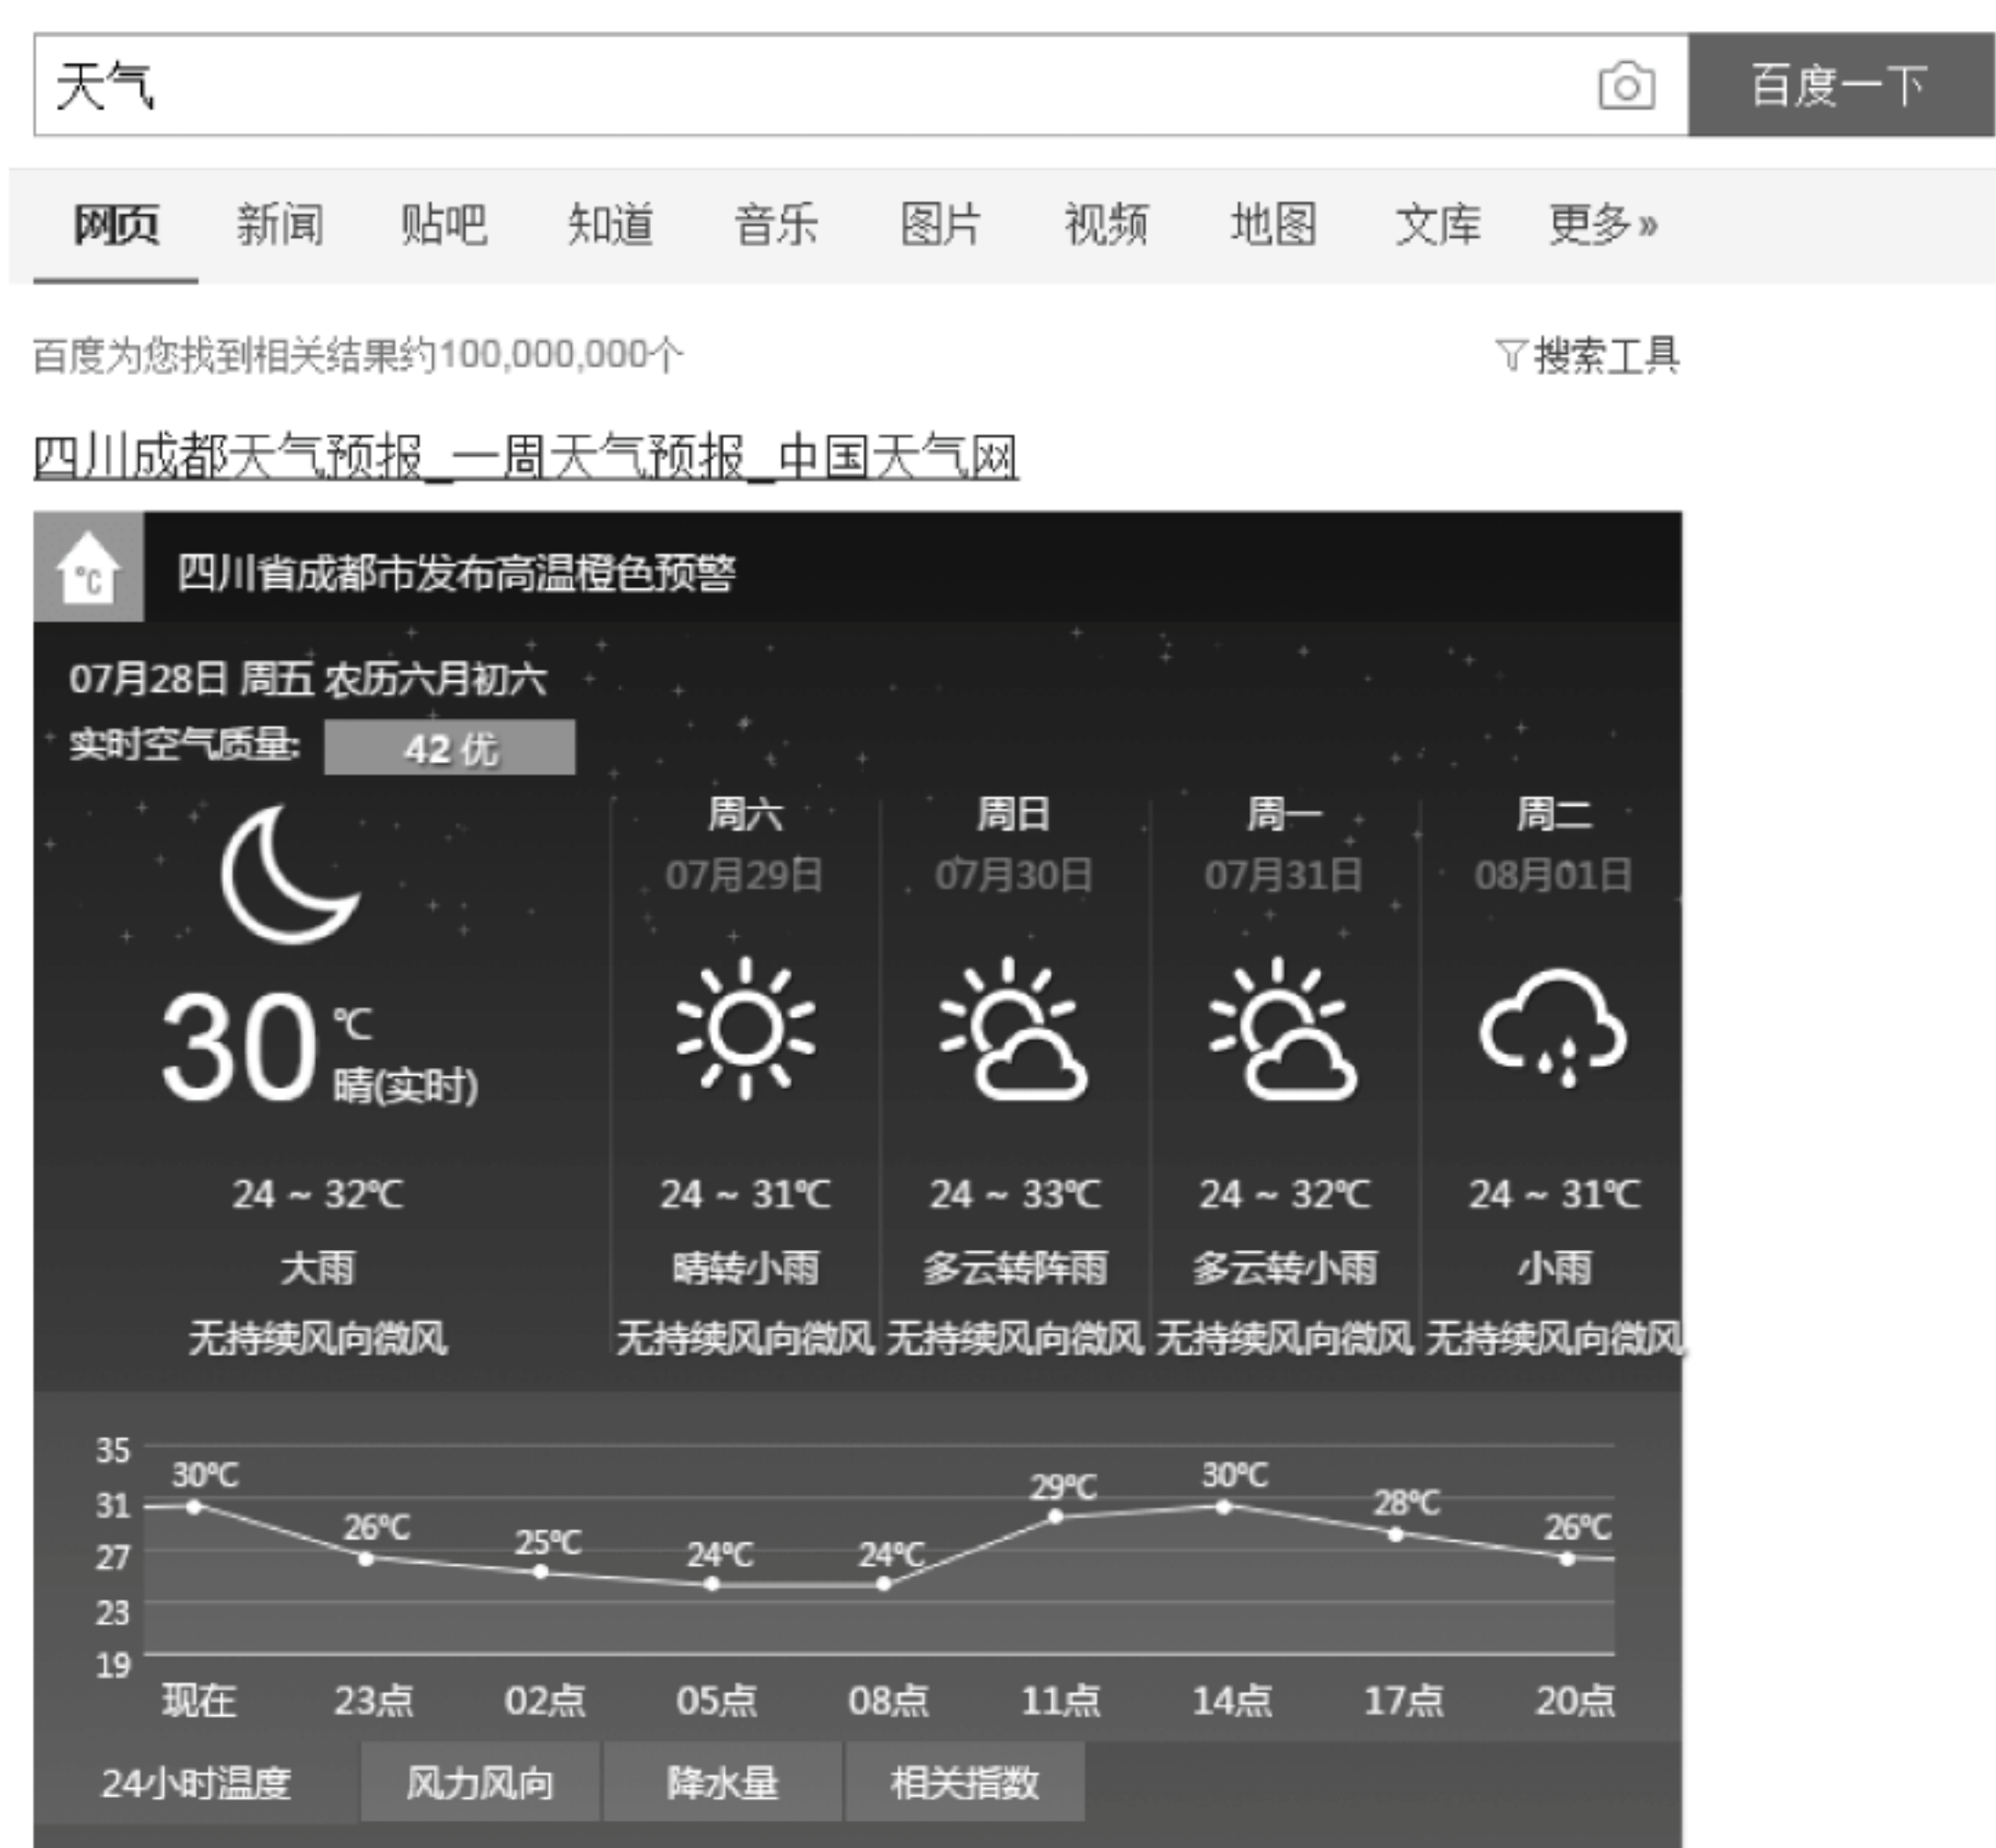 天气 百度一下
网页 新闻 贴吧 知道 音乐 图片 视频 地图 文库 更多»
百度为您找到相关结果约100,000,000个 搜索工具
四川成都天气预报_一周天气预报_中国天气网
℃ 四川省成都市发布高温橙色预警
07月28日 周五 农历六月初六
实时空气质量: 42 优
周六 周日 周一 周二
07月29日 07月30日 07月31日 08月01日
30 ℃
晴(实时)
24 ~ 32℃ 24 ~ 31℃ 24 ~ 33℃ 24 ~ 32℃ 24 ~ 31℃
大雨 晴转小雨 多云转阵雨 多云转小雨 小雨
无持续风向微风 无持续风向微风 无持续风向微风 无持续风向微风 无持续风向微风
35
30℃ 29℃ 30℃
31 28℃
26℃ 25℃ 24℃ 24℃ 26℃
27
23
19
现在 23点 02点 05点 08点 11点 14点 17点 20点
24小时温度 风力风向 降水量 相关指数